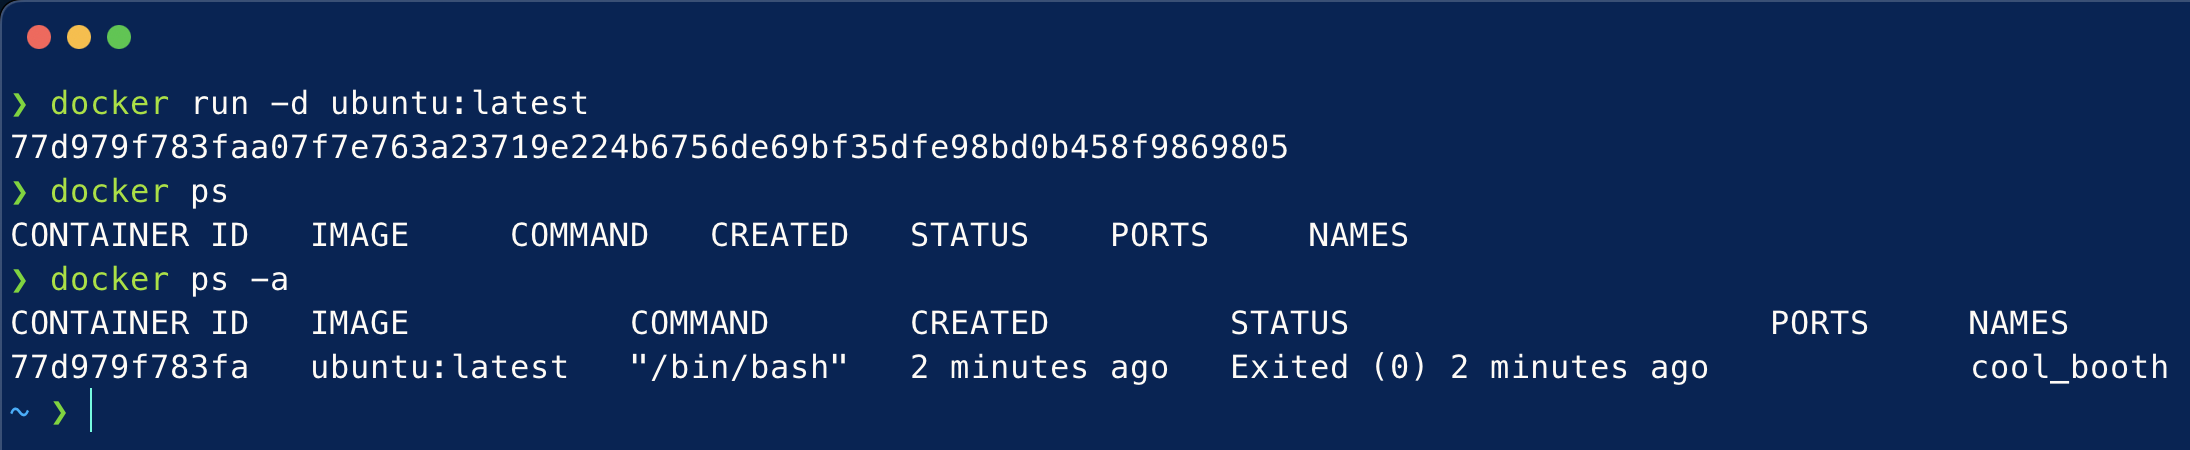 ❯ docker run -d ubuntu:latest
77d979f783faa07f7e763a23719e224b6756de69bf35dfe98bd0b458f9869805
❯ docker ps
CONTAINER ID   IMAGE     COMMAND   CREATED   STATUS    PORTS     NAMES
❯ docker ps -a
CONTAINER ID   IMAGE           COMMAND       CREATED         STATUS                     PORTS     NAMES
77d979f783fa   ubuntu:latest   "/bin/bash"   2 minutes ago   Exited (0) 2 minutes ago             cool_booth
~ ❯